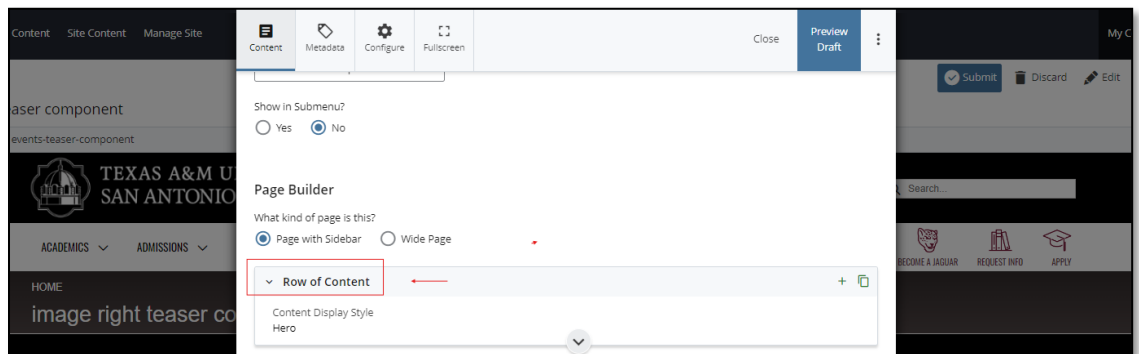 Content Site Content Manage Site
Content Metadata Configure Fullscreen
Close
Preview
Draft
My C
Submit Discard Edit
Show in Submenu?
Yes No
easer component
events-teaser-component
TEXAS A&M U
SAN ANTONIO
Search...
Page Builder
What kind of page is this?
Page with Sidebar Wide Page
ACADEMICS ADMISSIONS
BECOME A JAGUAR REQUEST INFO APPLY
Row of Content
HOME
image right teaser co
Content Display Style
Hero